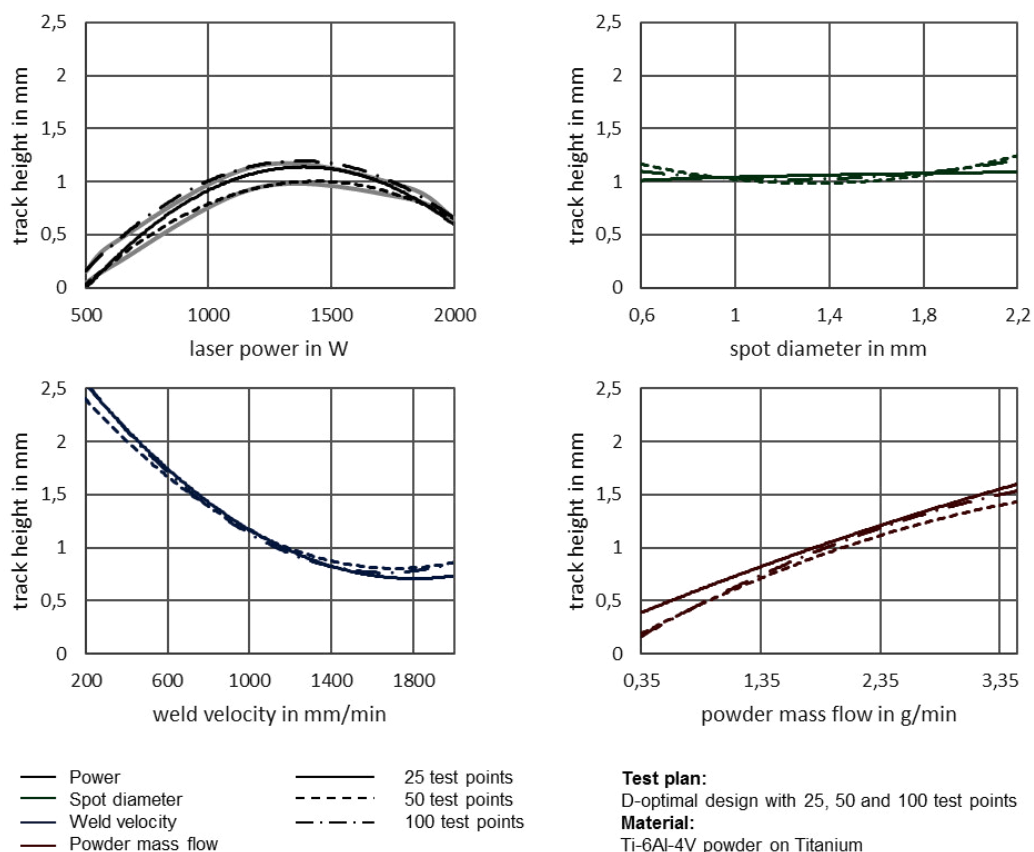 track height in mm
2,5
2
1,5
1
0,5
0
500 1000 1500 2000
laser power in W
track height in mm
2,5
2
1,5
1
0,5
0
0,6 1 1,4 1,8 2,2
spot diameter in mm
track height in mm
2,5
2
1,5
1
0,5
0
200 600 1000 1400 1800
weld velocity in mm/min
track height in mm
2,5
2
1,5
1
0,5
0
0,35 1,35 2,35 3,35
powder mass flow in g/min
Power
Spot diameter
Weld velocity
Powder mass flow
25 test points
50 test points
100 test points
Test plan:
D-optimal design with 25, 50 and 100 test points
Material:
Ti-6Al-4V powder on Titanium